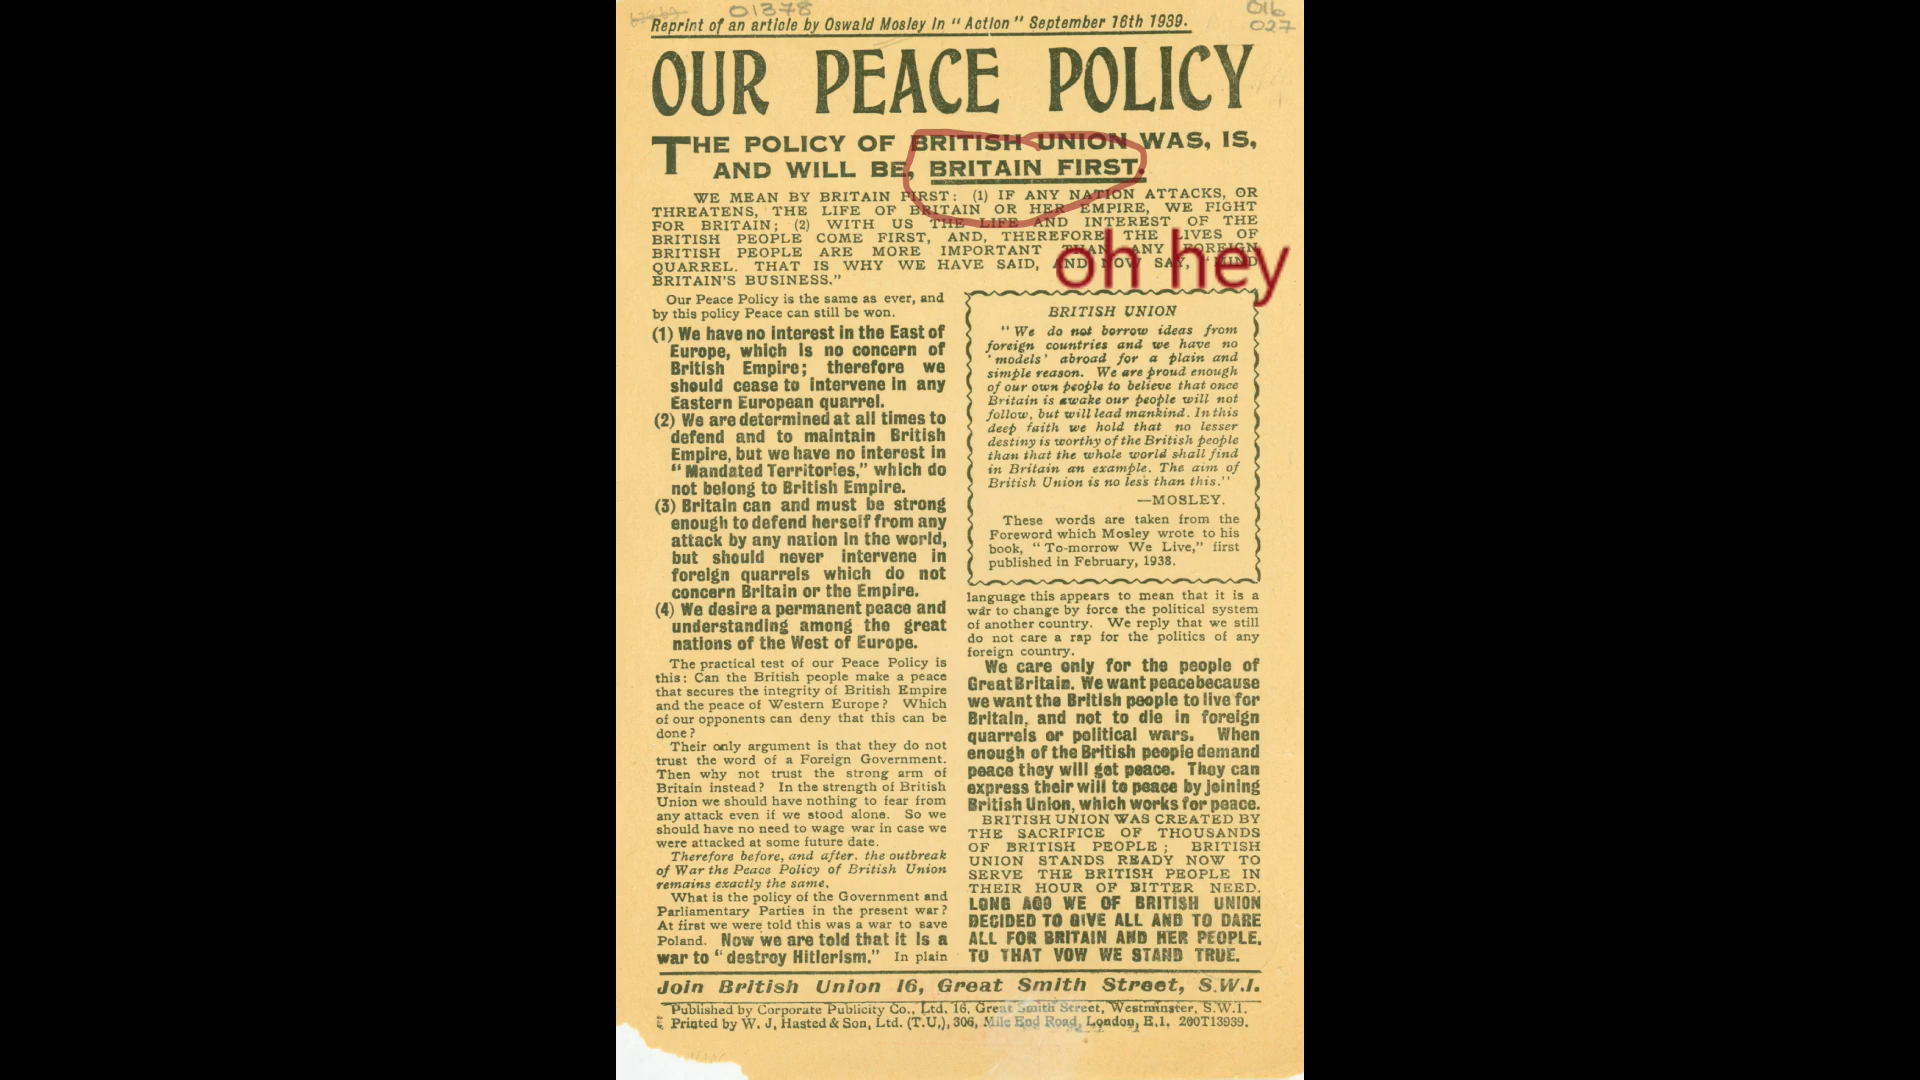 01378
016
027
Reprint of an article by Oswald Mosley in "Action" September 16th 1939.
OUR PEACE POLICY
THE POLICY OF BRITISH UNION WAS, IS,
AND WILL BE, BRITAIN FIRST.
WE MEAN BY BRITAIN FIRST: (1) IF ANY NATION ATTACKS, OR
THREATENS, THE LIFE OF BRITAIN OR HER EMPIRE, WE FIGHT
FOR BRITAIN; (2) WITH US THE LIFE AND INTEREST OF THE
BRITISH PEOPLE COME FIRST, AND, THEREFORE, THE LIVES OF
BRITISH PEOPLE ARE MORE IMPORTANT THAN ANY FOREIGN
QUARREL. THAT IS WHY WE HAVE SAID, AND NOW SAY, "MIND
BRITAIN'S BUSINESS."
oh hey
Our Peace Policy is the same as ever, and
by this policy Peace can still be won.
(1) We have no interest in the East of
Europe, which is no concern of
British Empire; therefore we
should cease to intervene in any
Eastern European quarrel.
(2) We are determined at all times to
defend and to maintain British
Empire, but we have no interest in
"Mandated Territories," which do
not belong to British Empire.
(3) Britain can and must be strong
enough to defend herself from any
attack by any nation in the world,
but should never intervene in
foreign quarrels which do not
concern Britain or the Empire.
(4) We desire a permanent peace and
understanding among the great
nations of the West of Europe.
The practical test of our Peace Policy is
this: Can the British people make a peace
that secures the integrity of British Empire
and the peace of Western Europe? Which
of our opponents can deny that this can be
done?
Their only argument is that they do not
trust the word of a Foreign Government.
Then why not trust the strong arm of
Britain instead? In the strength of British
Union we should have nothing to fear from
any attack even if we stood alone. So we
should have no need to wage war in case we
were attacked at some future date.
Therefore before, and after, the outbreak
of War the Peace Policy of British Union
remains exactly the same.
What is the policy of the Government and
Parliamentary Parties in the present war?
At first we were told this was a war to save
Poland. Now we are told that it is a
war to "destroy Hitlerism." In plain
BRITISH UNION
"We do not borrow ideas from
foreign countries and we have no
'models' abroad for a plain and
simple reason. We are proud enough
of our own people to believe that once
Britain is awake our people will not
follow, but will lead mankind. In this
deep faith we hold that no lesser
destiny is worthy of the British people
than that the whole world shall find
in Britain an example. The aim of
British Union is no less than this."
—MOSLEY.
These words are taken from the
Foreword which Mosley wrote to his
book, "To-morrow We Live," first
published in February, 1938.
language this appears to mean that it is a
war to change by force the political system
of another country. We reply that we still
do not care a rap for the politics of any
foreign country.
We care only for the people of
Great Britain. We want peace because
we want the British people to live for
Britain, and not to die in foreign
quarrels or political wars. When
enough of the British people demand
peace they will get peace. They can
express their will to peace by joining
British Union, which works for peace.
BRITISH UNION WAS CREATED BY
THE SACRIFICE OF THOUSANDS
OF BRITISH PEOPLE; BRITISH
UNION STANDS READY NOW TO
SERVE THE BRITISH PEOPLE IN
THEIR HOUR OF BITTER NEED.
LONG AGO WE OF BRITISH UNION
DECIDED TO GIVE ALL AND TO DARE
ALL FOR BRITAIN AND HER PEOPLE.
TO THAT VOW WE STAND TRUE.
Join British Union 16, Great Smith Street, S.W.1.
Published by Corporate Publicity Co., Ltd. 16, Great Smith Street, Westminster, S.W.1.
Printed by W. J. Hasted & Son, Ltd. (T.U.), 306, Mile End Road, London, E.1. 200T13939.